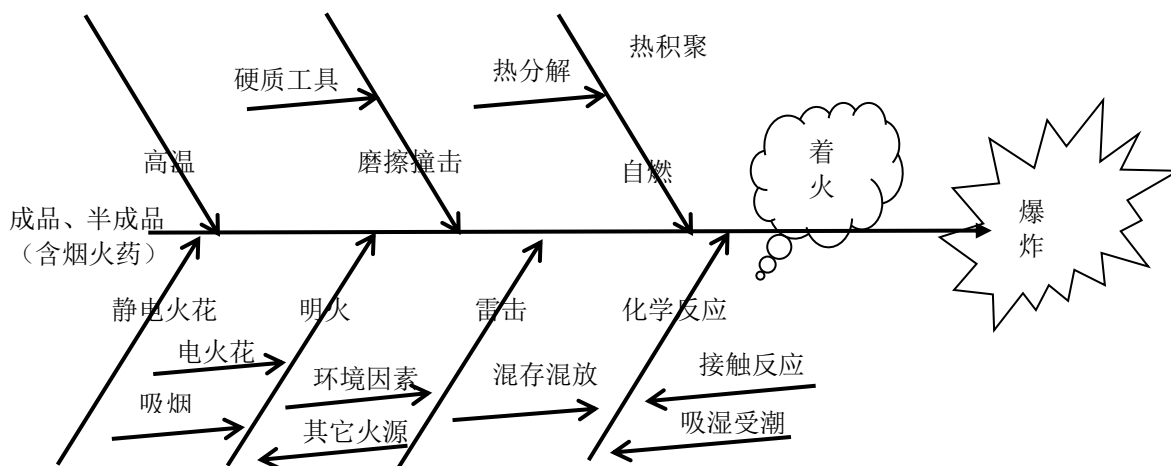 热积聚
热分解
硬质工具
着
火
高温
磨擦撞击
自燃
成品、半成品
（含烟火药）
爆
炸
静电火花
明火
雷击
化学反应
电火花
环境因素
混存混放
接触反应
吸烟
其它火源
吸湿受潮